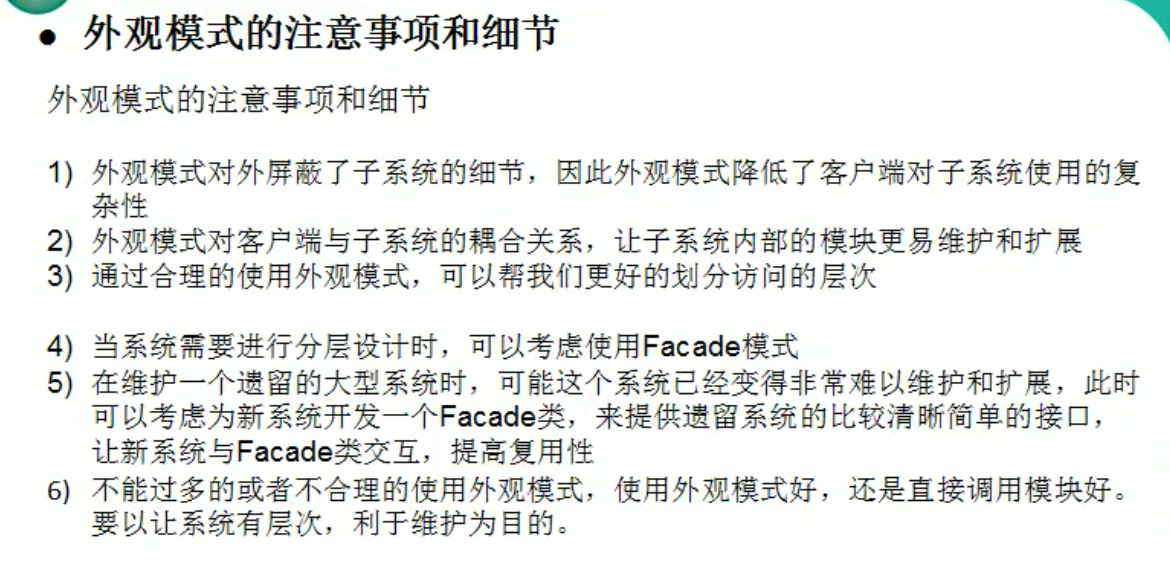 ● 外观模式的注意事项和细节
外观模式的注意事项和细节
1) 外观模式对外屏蔽了子系统的细节，因此外观模式降低了客户端对子系统使用的复
杂性
2) 外观模式对客户端与子系统的耦合关系，让子系统内部的模块更易维护和扩展
3) 通过合理的使用外观模式，可以帮我们更好的划分访问的层次
4) 当系统需要进行分层设计时，可以考虑使用Facade模式
5) 在维护一个遗留的大型系统时，可能这个系统已经变得非常难以维护和扩展，此时
可以考虑为新系统开发一个Facade类，来提供遗留系统的比较清晰简单的接口，
让新系统与Facade类交互，提高复用性
6) 不能过多的或者不合理的使用外观模式，使用外观模式好，还是直接调用模块好。
要以让系统有层次，利于维护为目的。